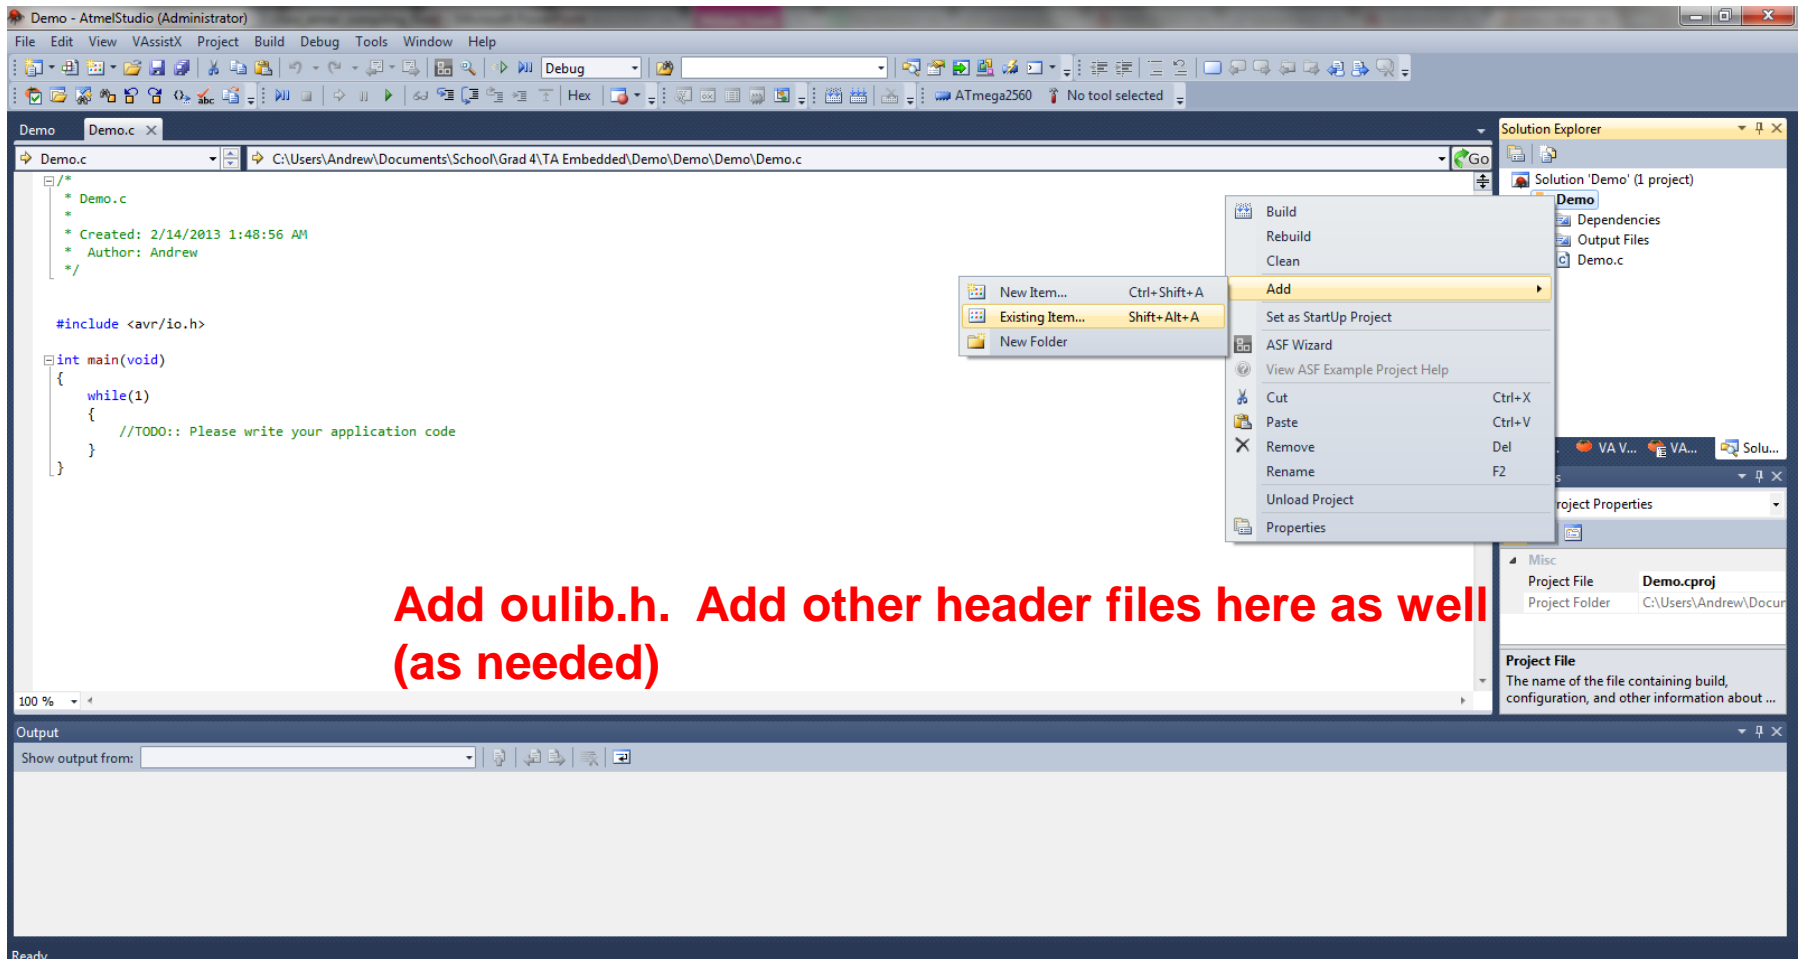 Demo - AtmelStudio (Administrator)
File Edit View VAssistX Project Build Debug Tools Window Help
Debug
Hex
ATmega2560 No tool selected
Demo Demo.c
Demo.c
C:\Users\Andrew\Documents\School\Grad 4\TA Embedded\Demo\Demo\Demo\Demo.c
Go
/*
* Demo.c
*
* Created: 2/14/2013 1:48:56 AM
* Author: Andrew
*/
#include <avr/io.h>
int main(void)
{
while(1)
{
//TODO:: Please write your application code
}
}
100 %
New Item... Ctrl+Shift+A
Existing Item... Shift+Alt+A
New Folder
Build
Rebuild
Clean
Add
Set as StartUp Project
ASF Wizard
View ASF Example Project Help
Cut Ctrl+X
Paste Ctrl+V
Remove Del
Rename F2
Unload Project
Properties
Solution Explorer
Solution 'Demo' (1 project)
Demo
Dependencies
Output Files
Demo.c
VA V... VA... Solu...
roject Properties
Misc
Project File Demo.cproj
Project Folder C:\Users\Andrew\Docur
Project File
The name of the file containing build,
configuration, and other information about ...
Add oulib.h. Add other header files here as well
(as needed)
Output
Show output from:
Ready